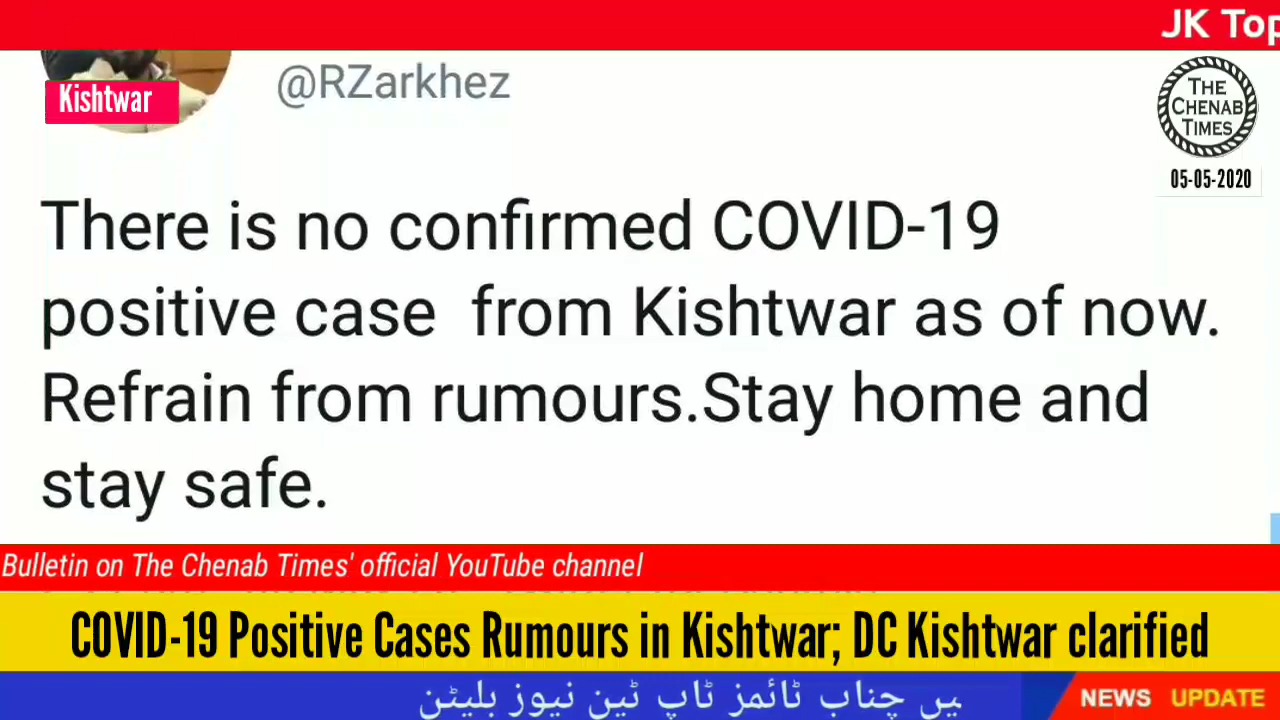 JK Top
@RZarkhez
Kishtwar
THE
CHENAB
TIMES
05-05-2020
There is no confirmed COVID-19
positive case from Kishtwar as of now.
Refrain from rumours.Stay home and
stay safe.
Bulletin on The Chenab Times' official YouTube channel
COVID-19 Positive Cases Rumours in Kishtwar; DC Kishtwar clarified
یں چناب ٹائمز ٹاپ ٹین نیوز بلیٹن
NEWS UPDATE